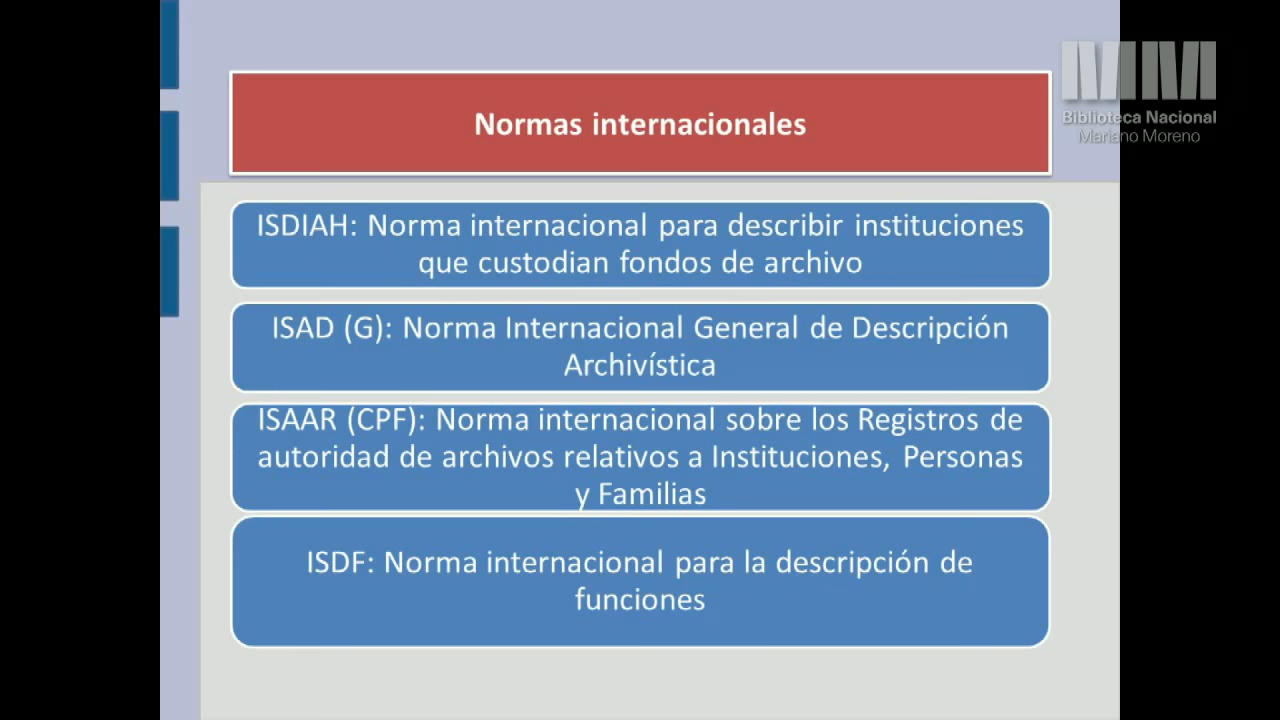 Normas internacionales
Biblioteca Nacional
Mariano Moreno
ISDIAH: Norma internacional para describir instituciones
que custodian fondos de archivo
ISAD (G): Norma Internacional General de Descripción
Archivística
ISAAR (CPF): Norma internacional sobre los Registros de
autoridad de archivos relativos a Instituciones, Personas
y Familias
ISDF: Norma internacional para la descripción de
funciones